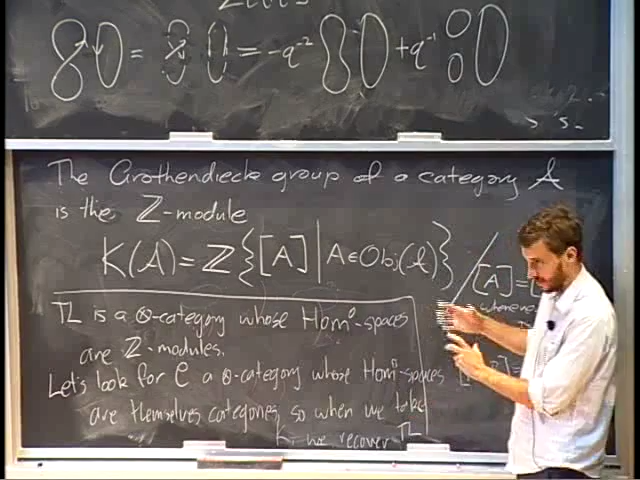 = = -q⁻² + q⁻¹
The Grothendieck group of a category 𝒜
is the ℤ-module
K(𝒜) = ℤ{[A] | A ∈ Obj(𝒜)} / [A] =
whenever
TL is a ⊗-category whose Hom-spaces
are ℤ-modules.
Let's look for C a ⊗-category whose Hom-spaces
are themselves categories, so when we take
K we recover TL